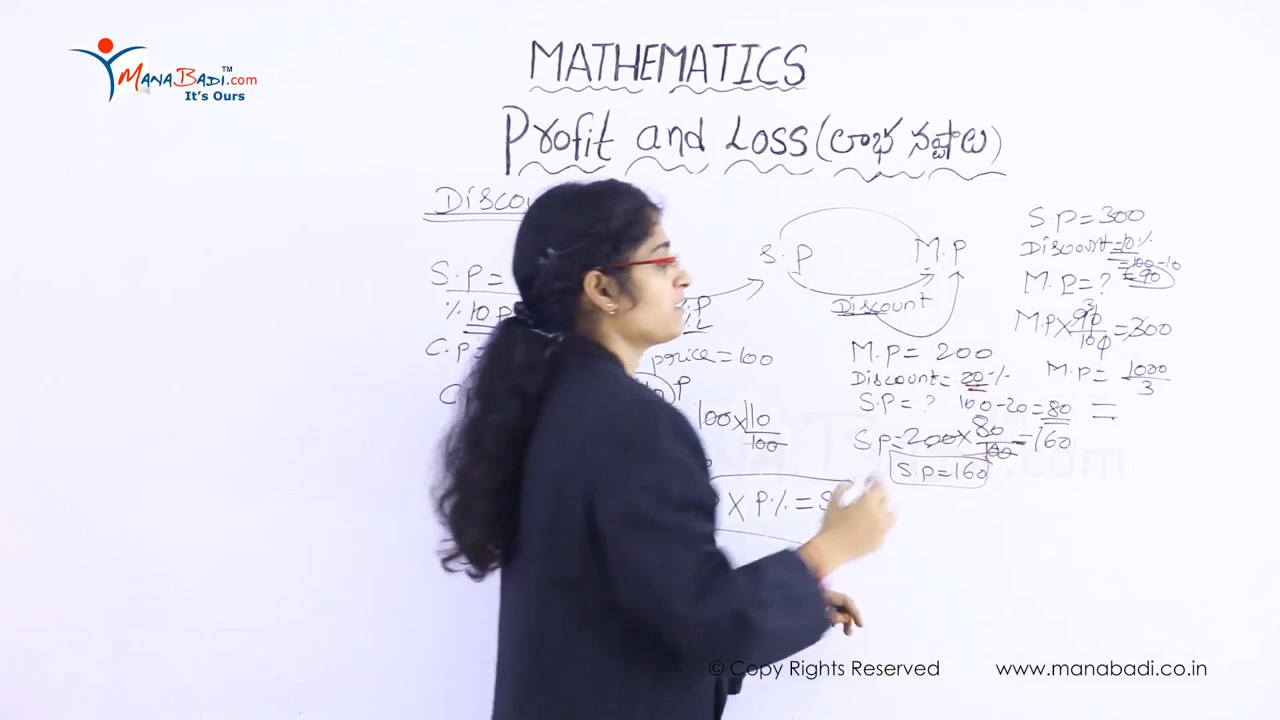 MANABADI.com
TM
It's Ours
MATHEMATICS
Profit and Loss (లాభ నష్టాలు)
S.P M.P
Discount
S.P=
% 10 P
C.P=
price=100
100×110/100
× P% = S
M.P= 200
Discount= 20%
S.P= ? 100-20=80
S.P=200×80/100=160
S.P=160
S.P=300
Discount=10%
=100-10
=90
M.P=?
M.P×90/100=300
M.P= 1000/3
=
© Copy Rights Reserved
www.manabadi.co.in